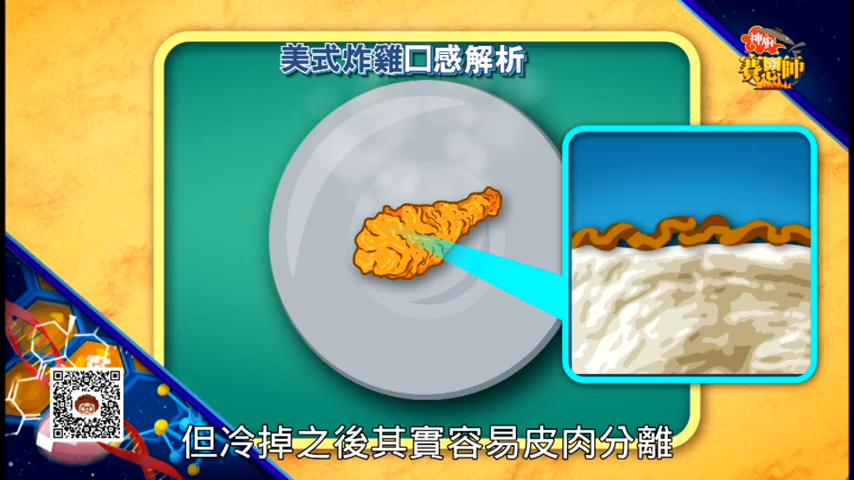 美式炸雞口感解析
神廚
賽恩師
但冷掉之後其實容易皮肉分離